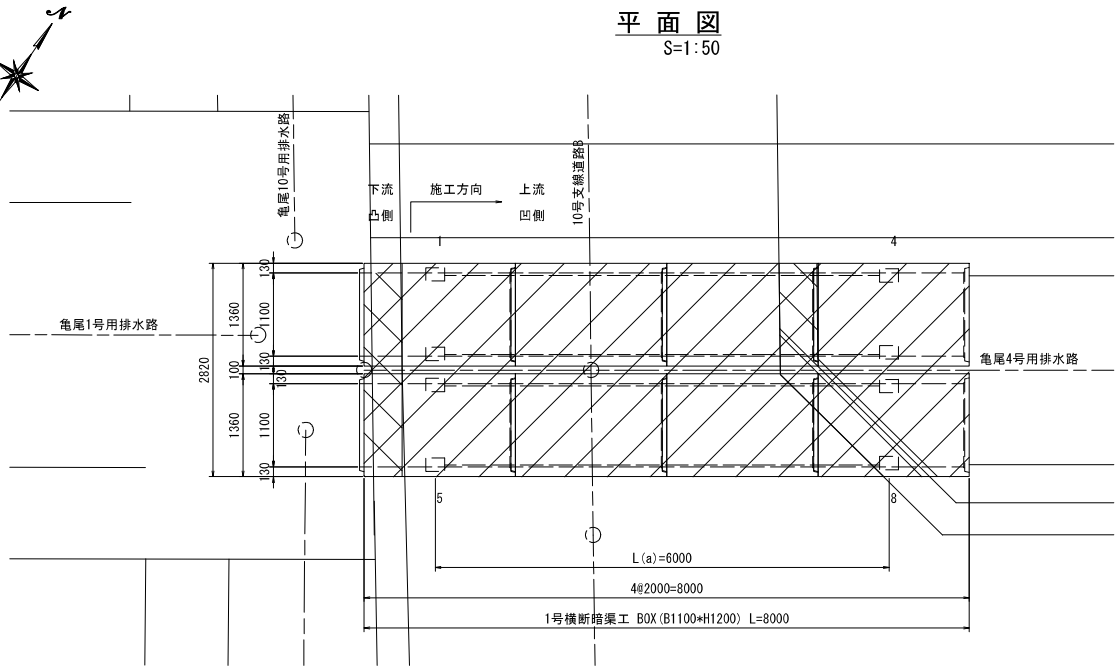 N
平 面 図
S=1:50
亀尾10号用排水路
10号支線道路B
下流
施工方向
上流
凸側
凹側
1
4
130
1360
1100
亀尾1号用排水路
130
2820
100
130
亀尾4号用排水路
1360
1100
130
5
8
L(a)=6000
4@2000=8000
1号横断暗渠工 BOX(B1100*H1200) L=8000